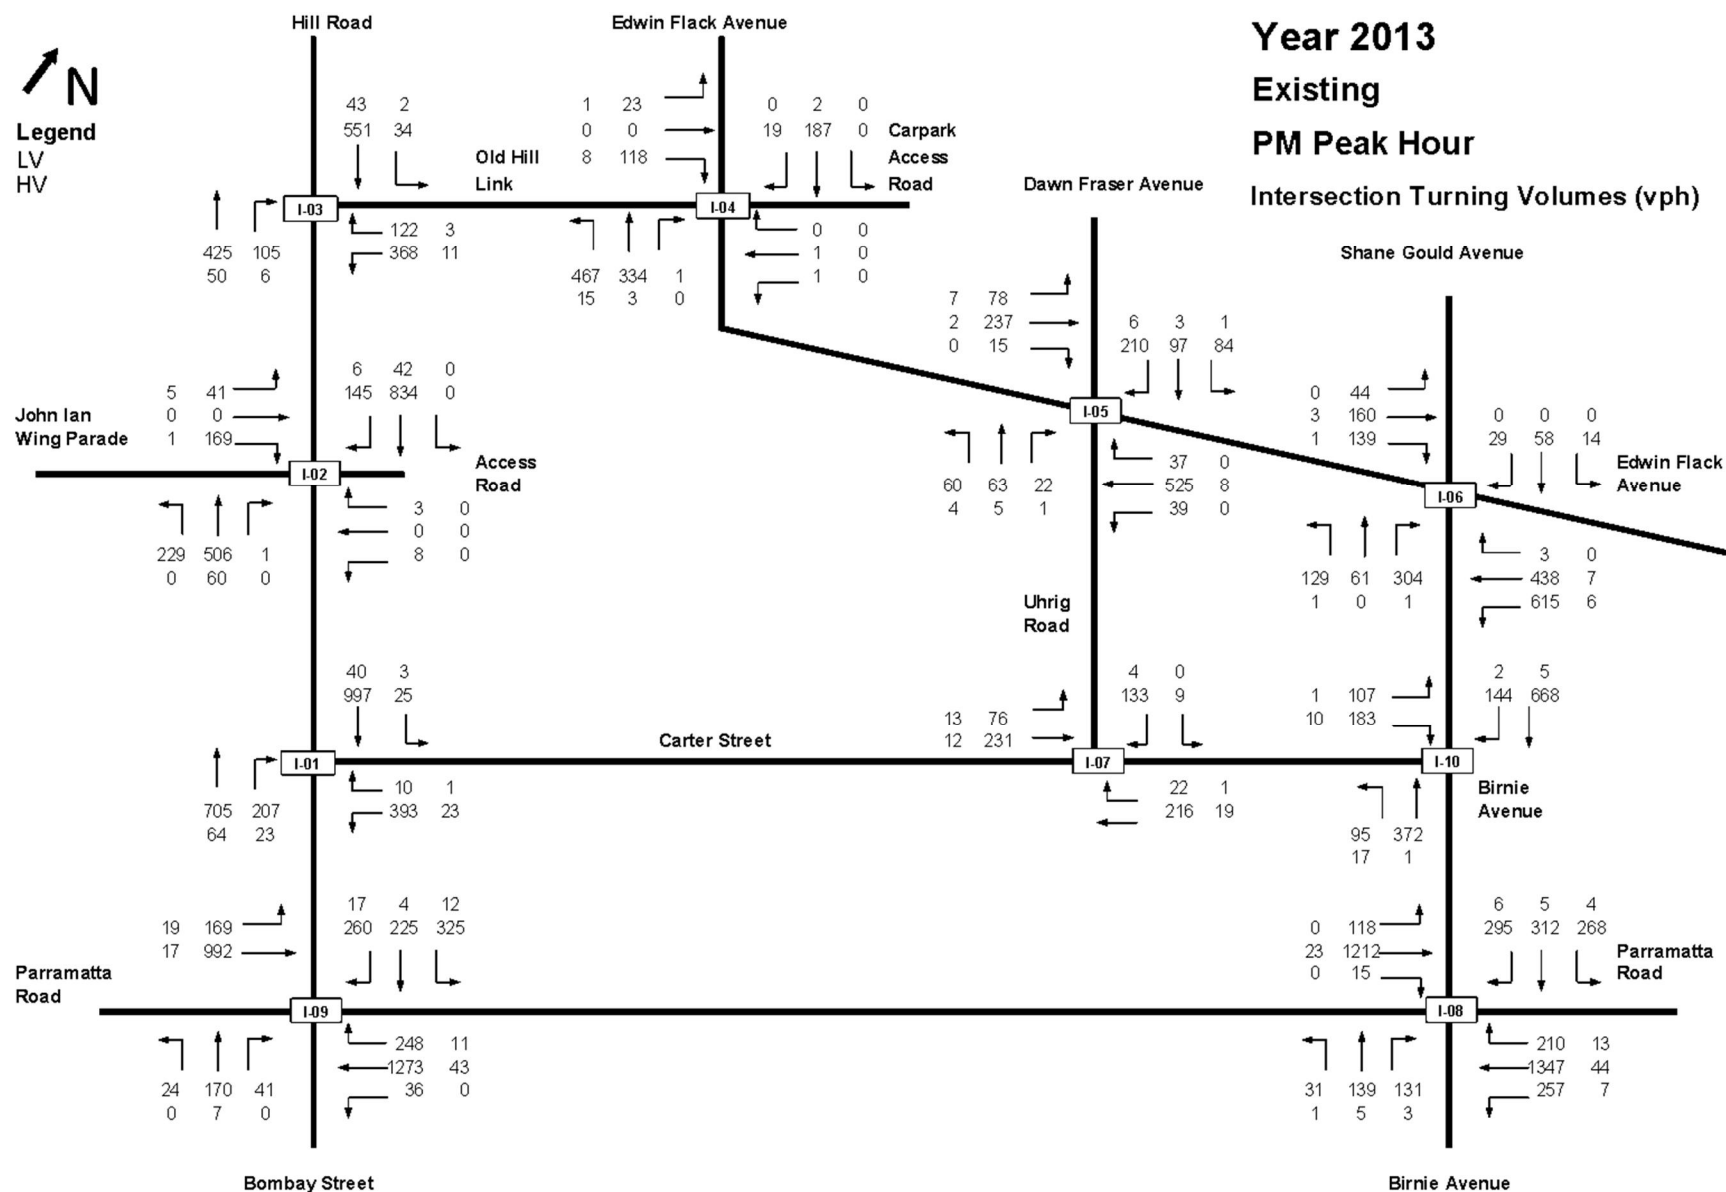 Hill Road
Edwin Flack Avenue
Year 2013
Existing
PM Peak Hour
Intersection Turning Volumes (vph)
N
Legend
LV
HV
43 2
551 34
Old Hill
Link
1 23
0 0
8 118
0 2 0
19 187 0
Carpark
Access
Road
Dawn Fraser Avenue
Shane Gould Avenue
I-03
I-04
425 105
50 6
122 3
368 11
467 334 1
15 3 0
0 0
1 0
1 0
7 78
2 237
0 15
6 3 1
210 97 84
I-05
0 44
3 160
1 139
0 0 0
29 58 14
Edwin Flack
Avenue
I-06
John Ian
Wing Parade
5 41
0 0
1 169
6 42 0
145 834 0
Access
Road
I-02
229 506 1
0 60 0
3 0
0 0
8 0
60 63 22
4 5 1
37 0
525 8
39 0
129 61 304
1 0 1
3 0
438 7
615 6
Uhrig
Road
40 3
997 25
Carter Street
13 76
12 231
4 0
133 9
1 107
10 183
2 5
144 668
I-01
I-07
I-10
Birnie
Avenue
705 207
64 23
10 1
393 23
22 1
216 19
95 372
17 1
19 169
17 992
17 4 12
260 225 325
0 118
23 1212
0 15
6 5 4
295 312 268
Parramatta
Road
Parramatta
Road
I-09
I-08
24 170 41
0 7 0
248 11
1273 43
36 0
31 139 131
1 5 3
210 13
1347 44
257 7
Bombay Street
Birnie Avenue